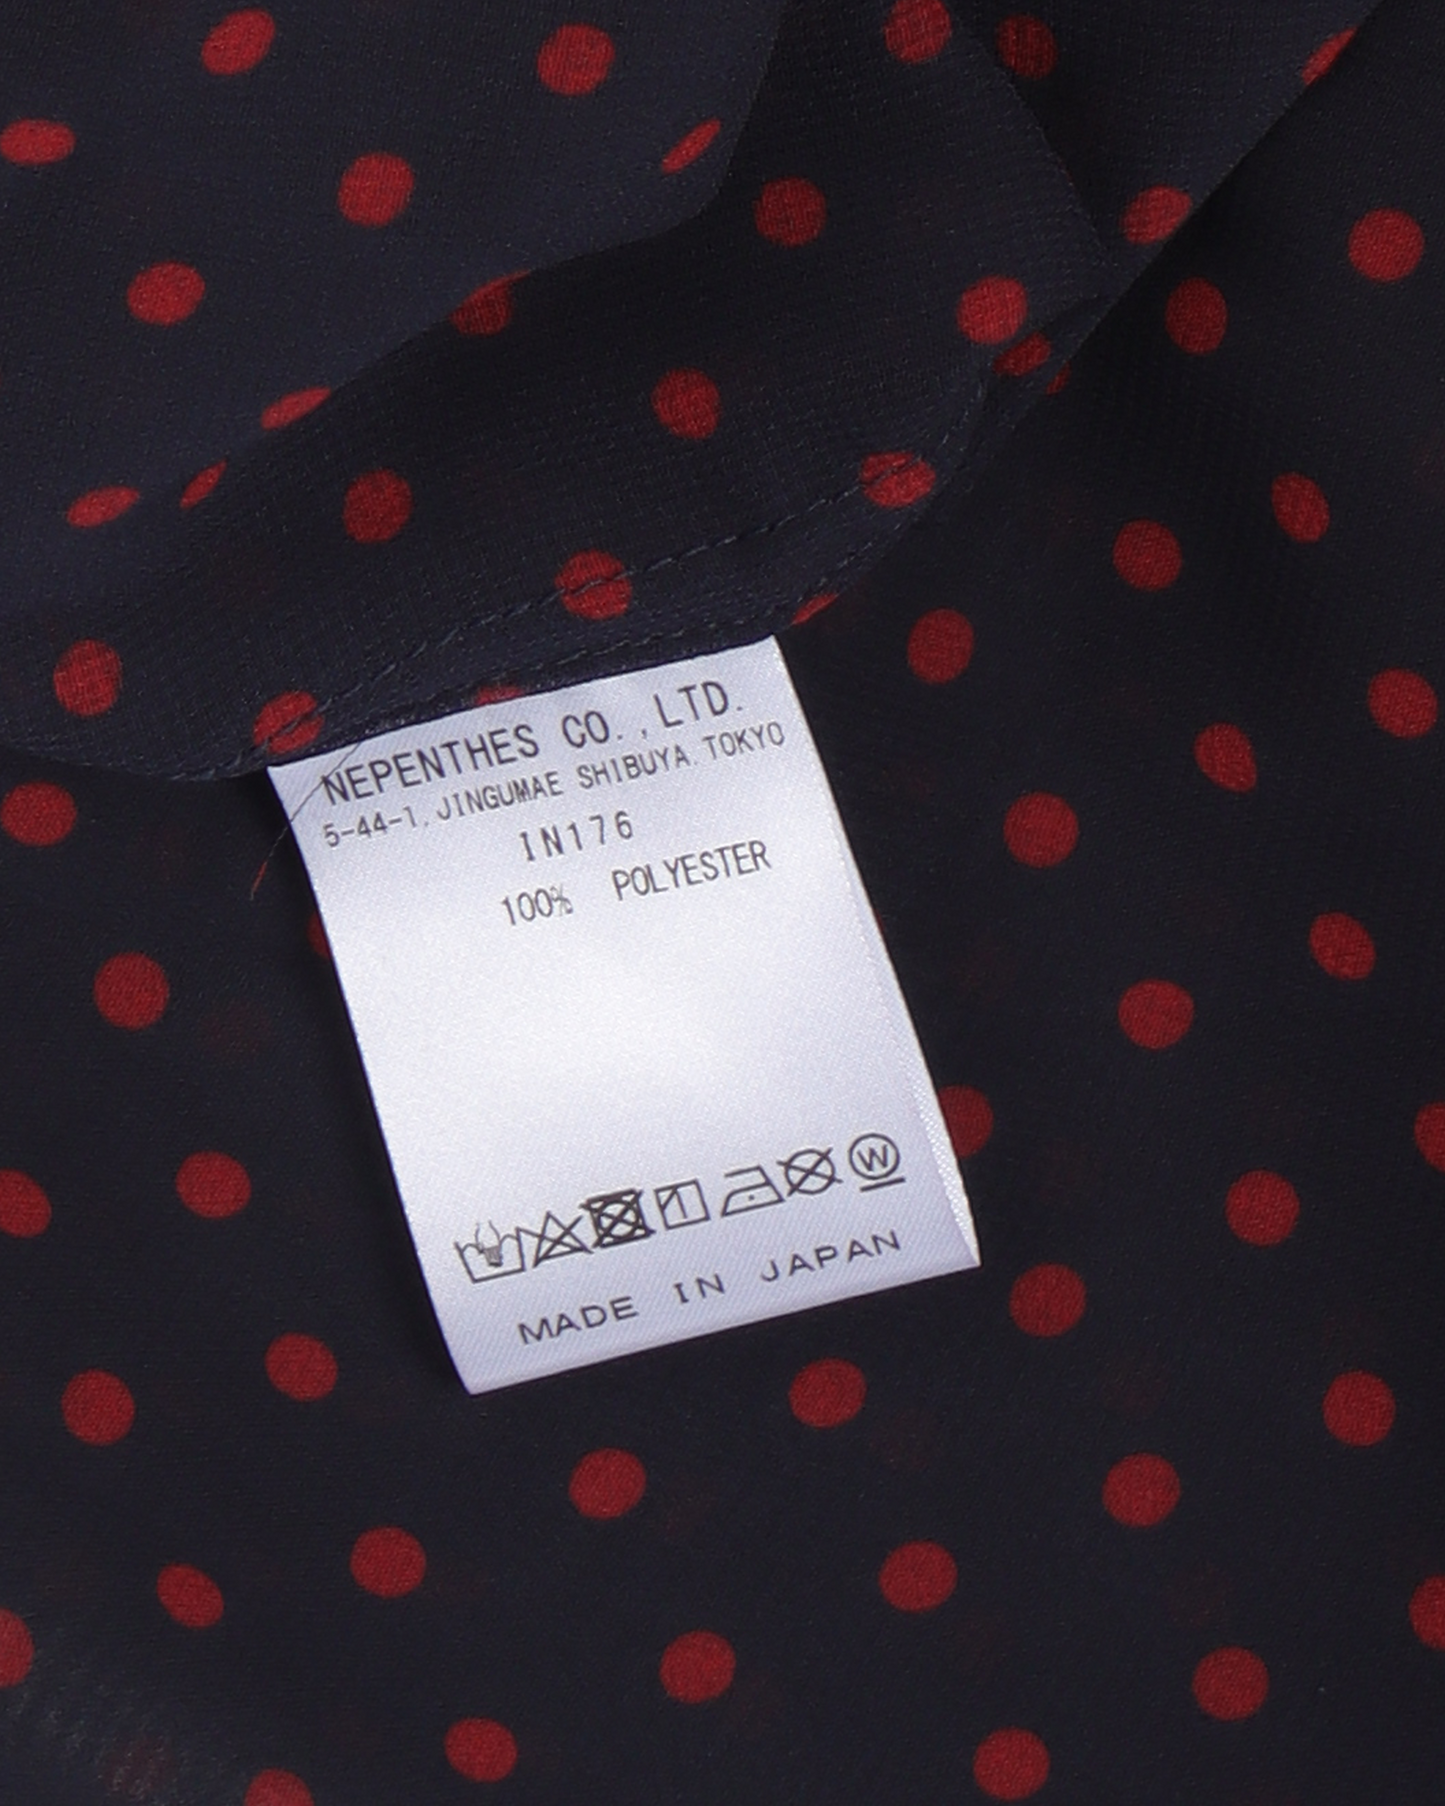 NEPENTHES CO.,LTD.
5-44-1, JINGUMAE SHIBUYA, TOKYO
IN176
100% POLYESTER
W
MADE IN JAPAN